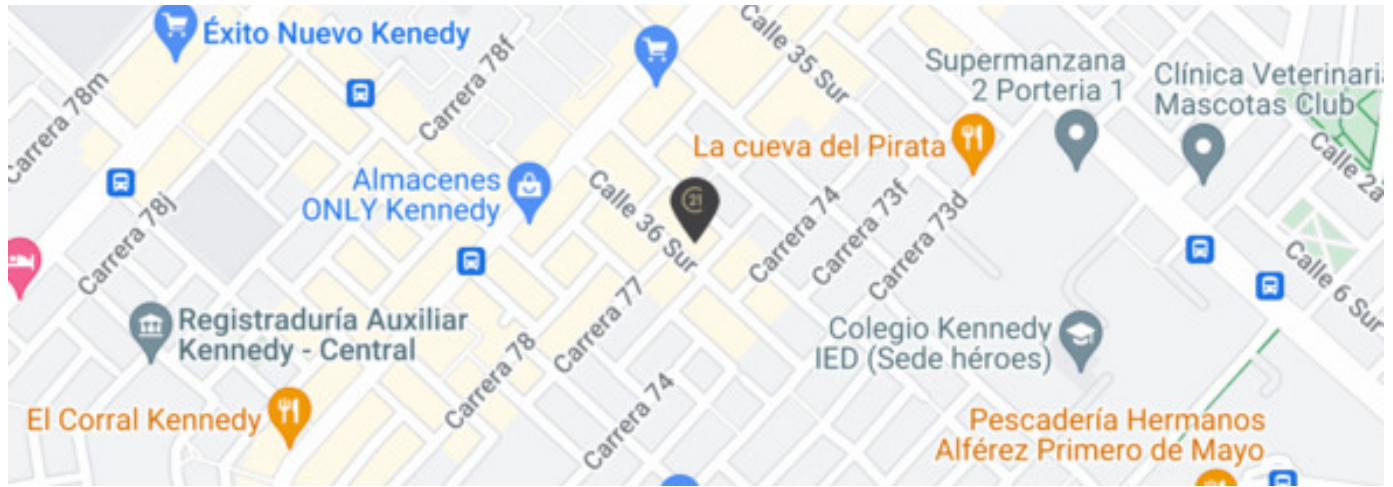 Éxito Nuevo Kenedy
Carrera 78f
Calle 35 Sur
Supermanzana
2 Porteria 1
Clínica Veterinaria
Mascotas Club
Carrera 78m
La cueva del Pirata
Calle 2a
Almacenes
ONLY Kennedy
Calle 36 Sur
21
Carrera 74
Carrera 73f
Carrera 73d
Carrera 78j
Calle 6 Sur
Registraduría Auxiliar
Kennedy - Central
Carrera 77
Carrera 78
Colegio Kennedy
IED (Sede héroes)
El Corral Kennedy
Carrera 74
Pescadería Hermanos
Alférez Primero de Mayo